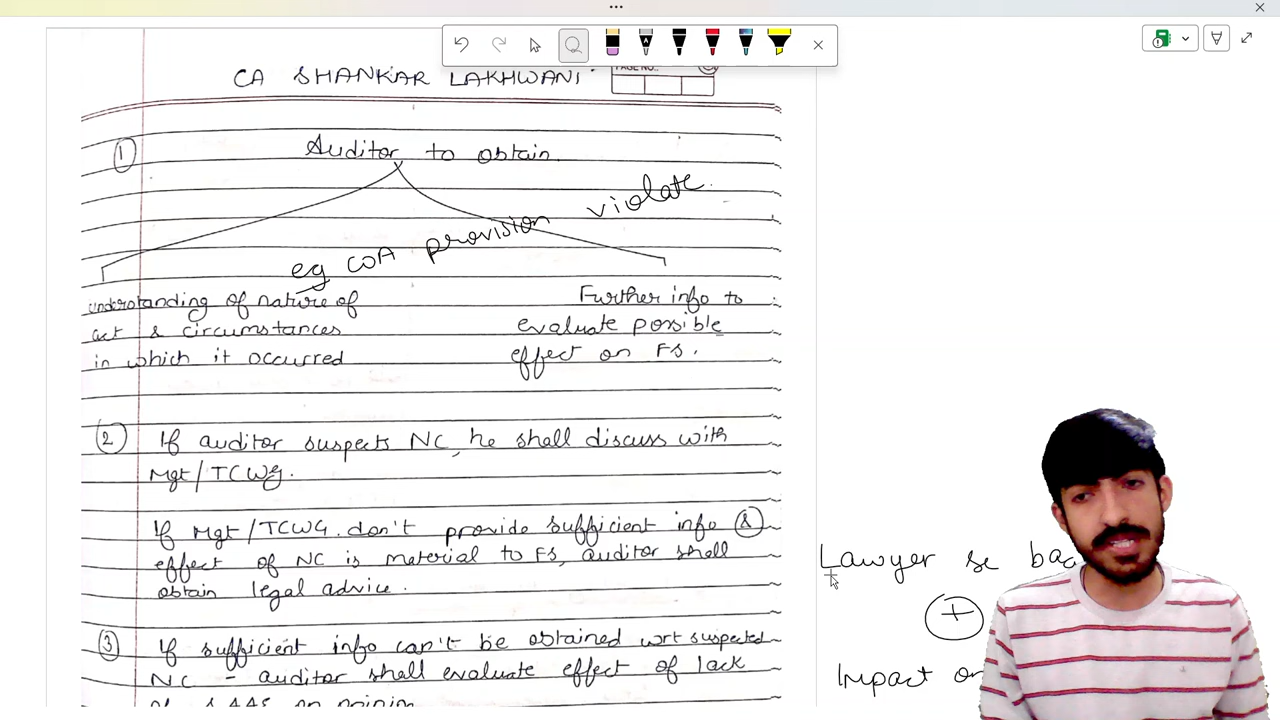 CA SHANKAR LAKHWANI
PAGE NO.:
① Auditor to obtain.
eg COA provision violate.
understanding of nature of
act & circumstances
in which it occurred
Further info to
evaluate possible
effect on FS.
② If auditor suspects NC, he shall discuss with
Mgt/TCWG.
If Mgt/TCWG don't provide sufficient info &
effect of NC is material to FS, auditor shall
obtain legal advice.
③ If sufficient info can't be obtained wrt suspected
NC - auditor shall evaluate effect of lack
of SAAE on opinion
Lawyer se
+
Impact on